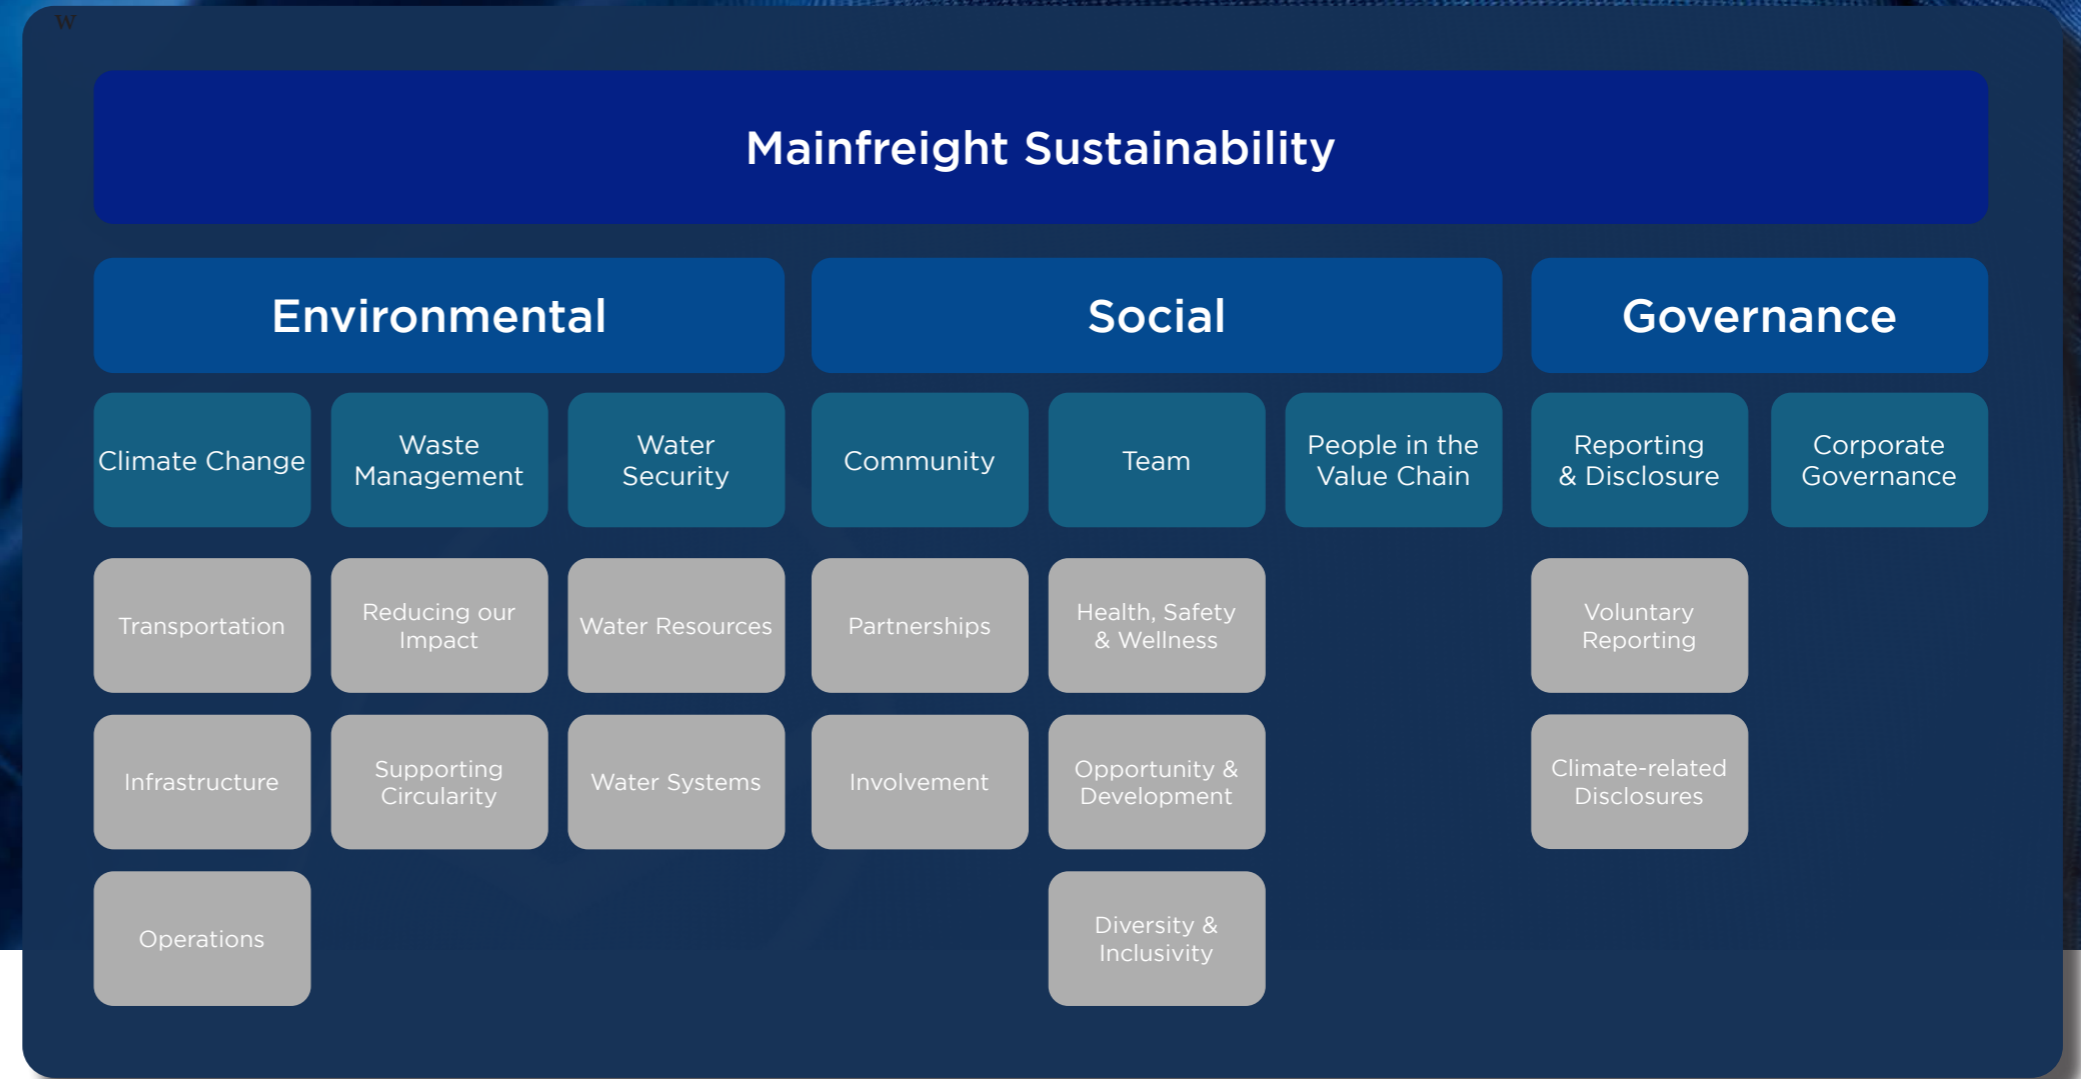 W
Mainfreight Sustainability
Environmental
Social
Governance
Climate Change
Waste
Management
Water
Security
Community
Team
People in the
Value Chain
Reporting
& Disclosure
Corporate
Governance
Transportation
Reducing our
Impact
Water Resources
Partnerships
Health, Safety
& Wellness
Voluntary
Reporting
Infrastructure
Supporting
Circularity
Water Systems
Involvement
Opportunity &
Development
Climate-related
Disclosures
Operations
Diversity &
Inclusivity